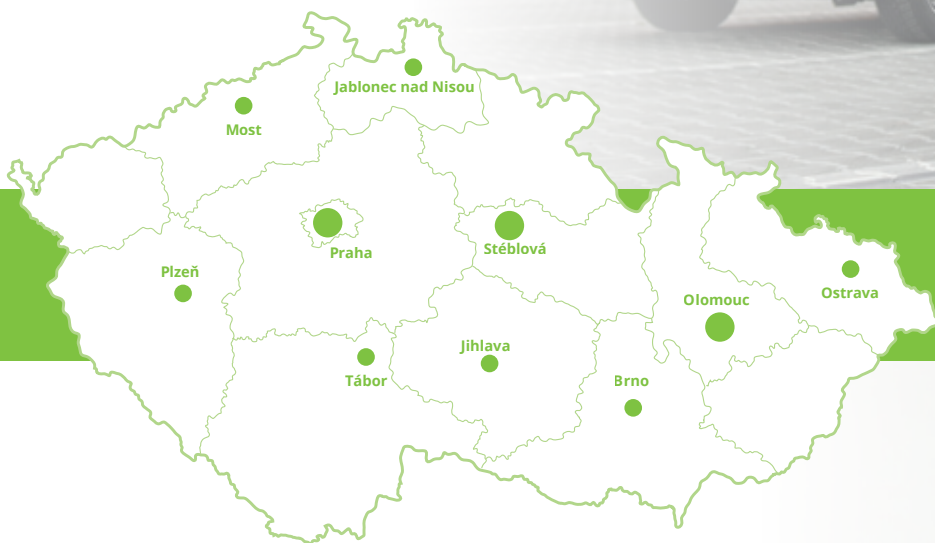 Jablonec nad Nisou
Most
Praha
Stéblová
Plzeň
Olomouc
Ostrava
Jihlava
Tábor
Brno